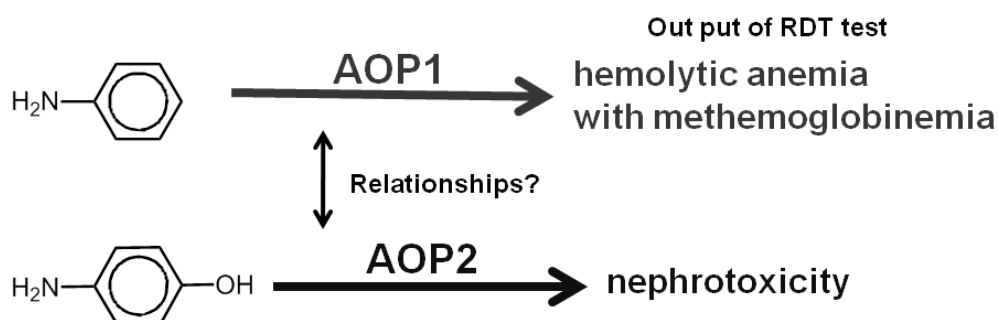 Out put of RDT test
AOP1
hemolytic anemia
with methemoglobinemia
H₂N
Relationships?
AOP2
H₂N
OH
nephrotoxicity